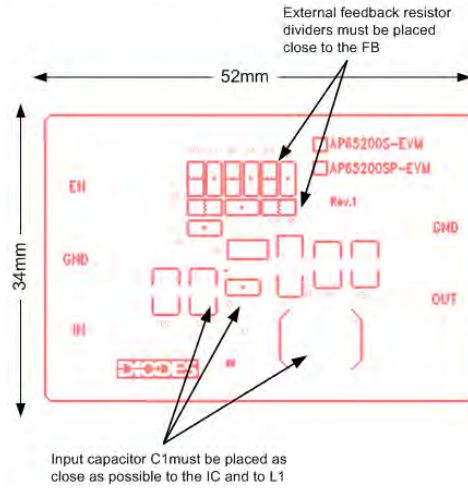 External feedback resistor
dividers must be placed
close to the FB
52mm
34mm
AP65200S-EVM
AP65200SP-EVM
Rev.1
EN
GND
GND
IN
OUT
DIODES
Input capacitor C1must be placed as
close as possible to the IC and to L1